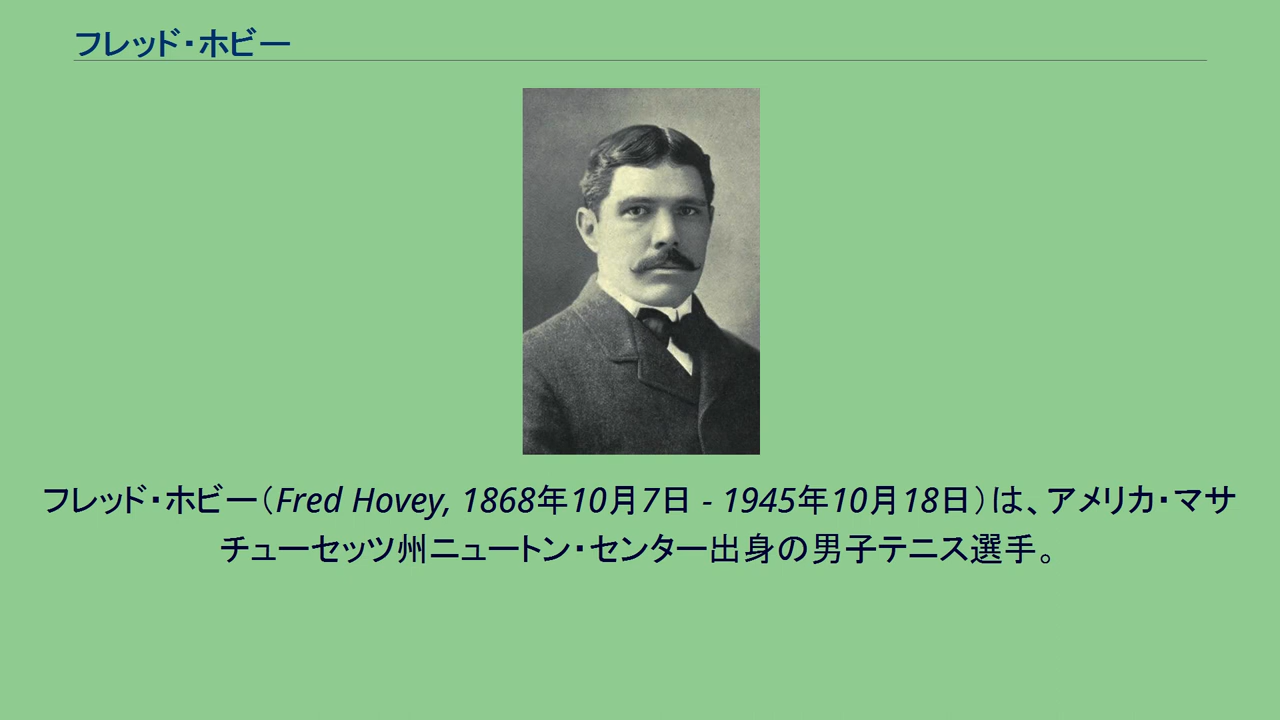 フレッド・ホビー
フレッド・ホビー（Fred Hovey, 1868年10月7日 - 1945年10月18日）は、アメリカ・マサ
チューセッツ州ニュートン・センター出身の男子テニス選手。